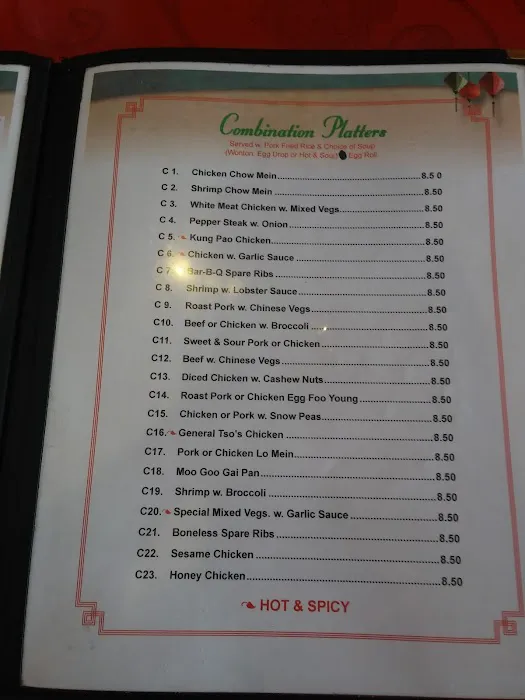 Combination Platters
Served w. Pork Fried Rice & Choice of Soup
(Wonton, Egg Drop or Hot & Sour) Egg Roll
C 1. Chicken Chow Mein 8.5 0
C 2. Shrimp Chow Mein 8.50
C 3. White Meat Chicken w. Mixed Vegs. 8.50
C 4. Pepper Steak w. Onion 8.50
C 5. Kung Pao Chicken 8.50
C 6. Chicken w. Garlic Sauce 8.50
C 7. Bar-B-Q Spare Ribs 8.50
C 8. Shrimp w. Lobster Sauce 8.50
C 9. Roast Pork w. Chinese Vegs 8.50
C10. Beef or Chicken w. Broccoli 8.50
C11. Sweet & Sour Pork or Chicken 8.50
C12. Beef w. Chinese Vegs 8.50
C13. Diced Chicken w. Cashew Nuts 8.50
C14. Roast Pork or Chicken Egg Foo Young 8.50
C15. Chicken or Pork w. Snow Peas 8.50
C16. General Tso's Chicken 8.50
C17. Pork or Chicken Lo Mein 8.50
C18. Moo Goo Gai Pan 8.50
C19. Shrimp w. Broccoli 8.50
C20. Special Mixed Vegs. w. Garlic Sauce 8.50
C21. Boneless Spare Ribs 8.50
C22. Sesame Chicken 8.50
C23. Honey Chicken 8.50
HOT & SPICY